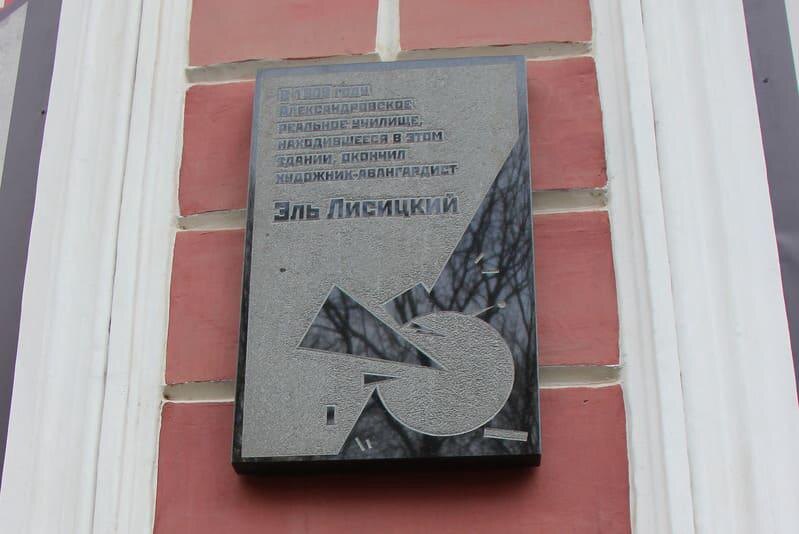 В 1909 ГОДУ
АЛЕКСАНДРОВСКОЕ
РЕАЛЬНОЕ УЧИЛИЩЕ,
НАХОДИВШЕЕСЯ В ЭТОМ
ЗДАНИИ, ОКОНЧИЛ
ХУДОЖНИК-АВАНГАРДИСТ
ЭЛЬ ЛИСИЦКИЙ